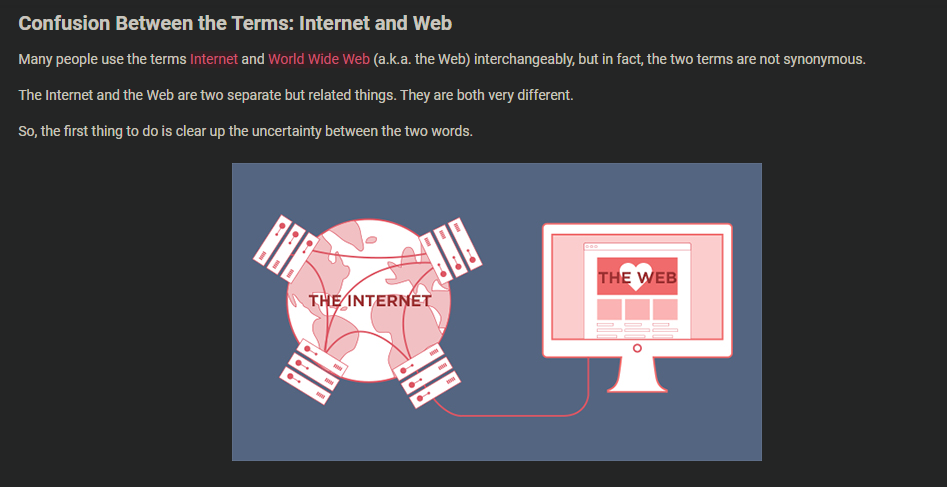 Confusion Between the Terms: Internet and Web
Many people use the terms Internet and World Wide Web (a.k.a. the Web) interchangeably, but in fact, the two terms are not synonymous.
The Internet and the Web are two separate but related things. They are both very different.
So, the first thing to do is clear up the uncertainty between the two words.
THE INTERNET
THE WEB